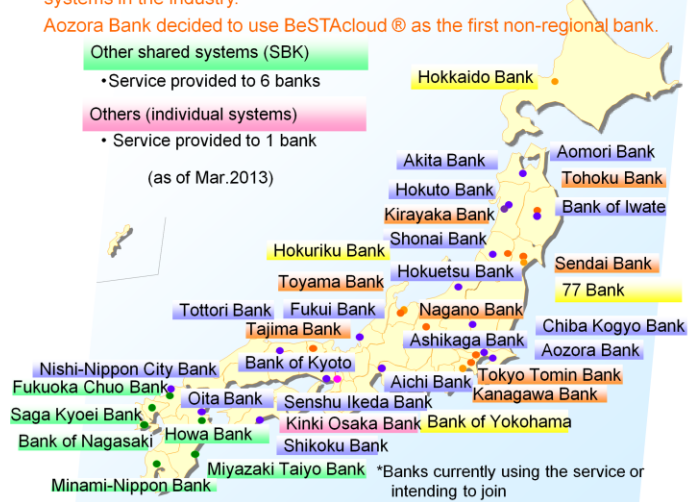 systems in the industry.
Aozora Bank decided to use BeSTAcloud ® as the first non-regional bank.
Other shared systems (SBK)
•Service provided to 6 banks
Others (individual systems)
• Service provided to 1 bank
(as of Mar.2013)
Hokkaido Bank
Akita Bank
Aomori Bank
Tohoku Bank
Hokuto Bank
Bank of Iwate
Kirayaka Bank
Shonai Bank
Hokuriku Bank
Hokuetsu Bank
Sendai Bank
Toyama Bank
77 Bank
Tottori Bank
Fukui Bank
Nagano Bank
Chiba Kogyo Bank
Tajima Bank
Ashikaga Bank
Aozora Bank
Nishi-Nippon City Bank
Bank of Kyoto
Aichi Bank
Tokyo Tomin Bank
Fukuoka Chuo Bank
Oita Bank
Senshu Ikeda Bank
Kanagawa Bank
Saga Kyoei Bank
Kinki Osaka Bank
Bank of Yokohama
Bank of Nagasaki
Howa Bank
Shikoku Bank
Miyazaki Taiyo Bank
Minami-Nippon Bank
*Banks currently using the service or
intending to join